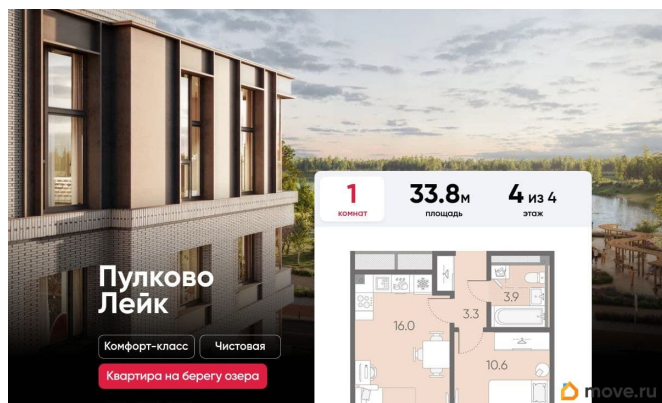 1
комнат
33.8м
площадь
4 из 4
этаж
Пулково
Лейк
Комфорт-класс
Чистовая
Квартира на берегу озера
16.0
3.3
3.9
10.6
move.ru